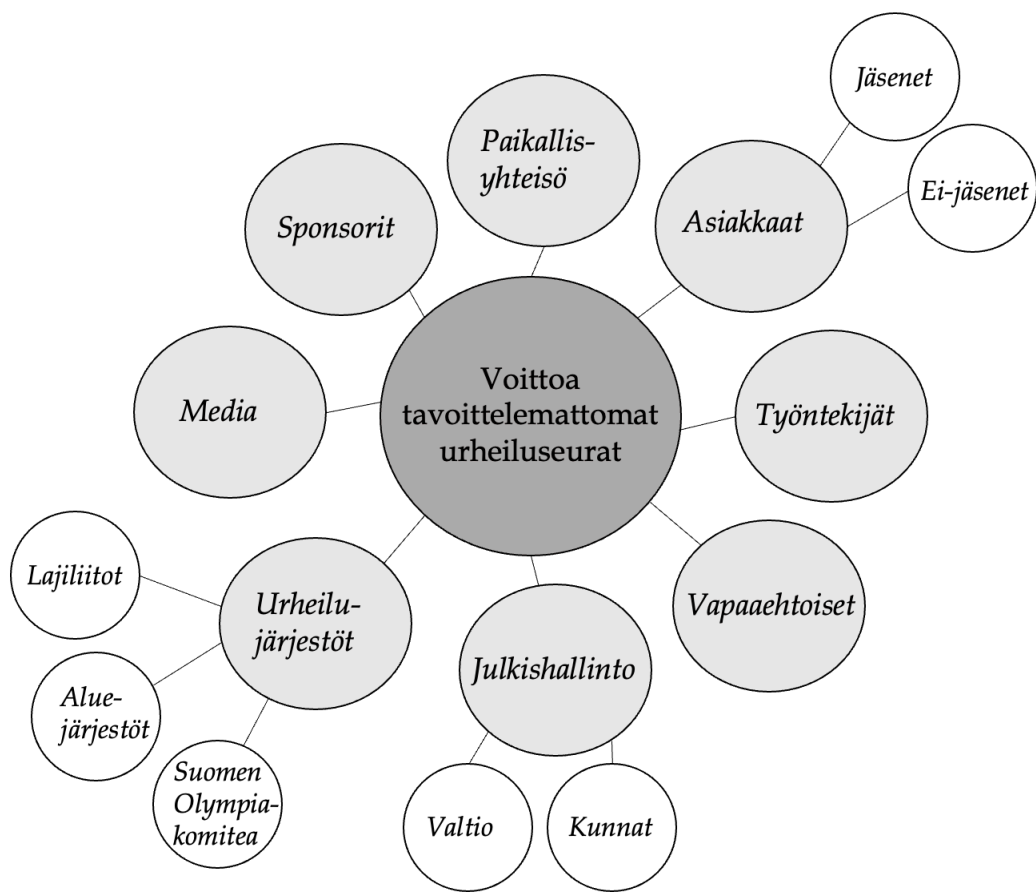 Jäsenet
Paikallis-
yhteisö
Ei-jäsenet
Asiakkaat
Sponsorit
Voittoa
tavoittelemattomat
urheiluseurat
Media
Työntekijät
Lajiliitot
Urheilu-
järjestöt
Vapaaehtoiset
Julkishallinto
Alue-
järjestöt
Suomen
Olympia-
komitea
Valtio
Kunnat